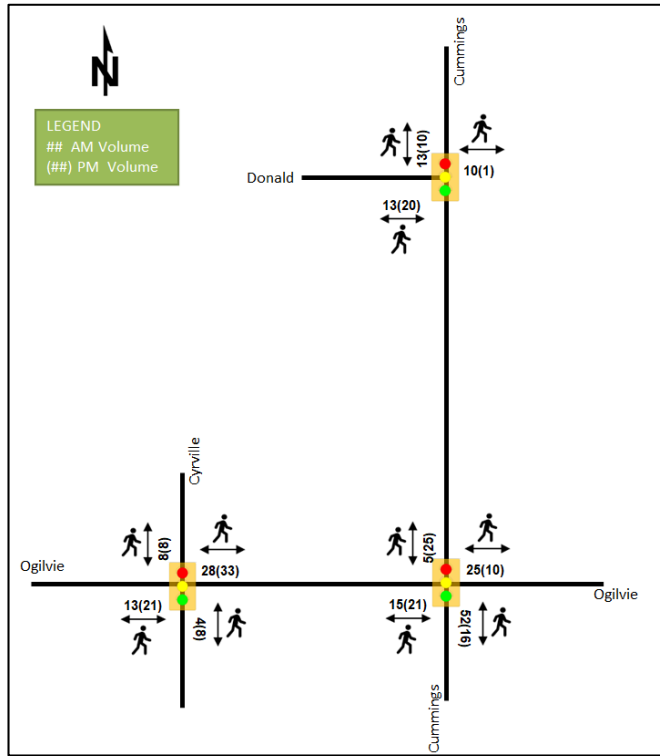 Cummings
N
LEGEND
## AM Volume
(##) PM Volume
13(10)
10(1)
Donald
13(20)
Cyrville
8(8)
28(33)
Ogilvie
13(21)
4(8)
5(25)
25(10)
Ogilvie
15(21)
52(16)
Cummings